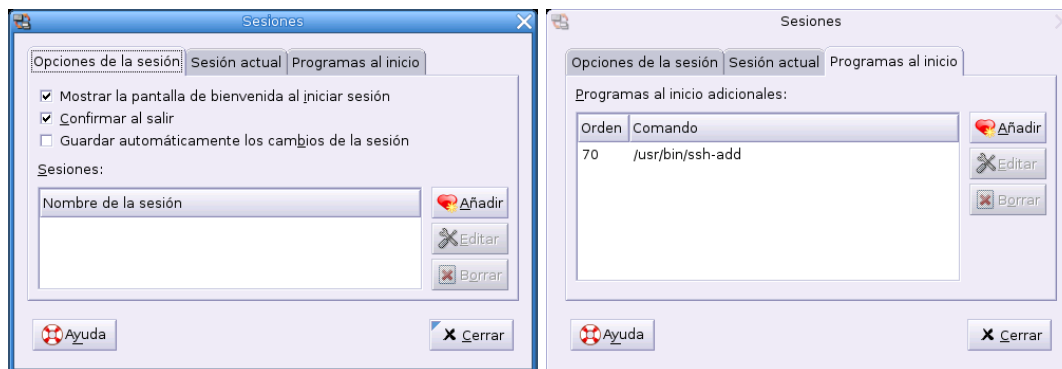 Sesiones
Opciones de la sesión Sesión actual Programas al inicio
Mostrar la pantalla de bienvenida al iniciar sesión
Confirmar al salir
Guardar automáticamente los cambios de la sesión
Sesiones:
Nombre de la sesión
Añadir
Editar
Borrar
Ayuda
Cerrar
Sesiones
Opciones de la sesión Sesión actual Programas al inicio
Programas al inicio adicionales:
Orden Comando
70 /usr/bin/ssh-add
Añadir
Editar
Borrar
Ayuda
Cerrar